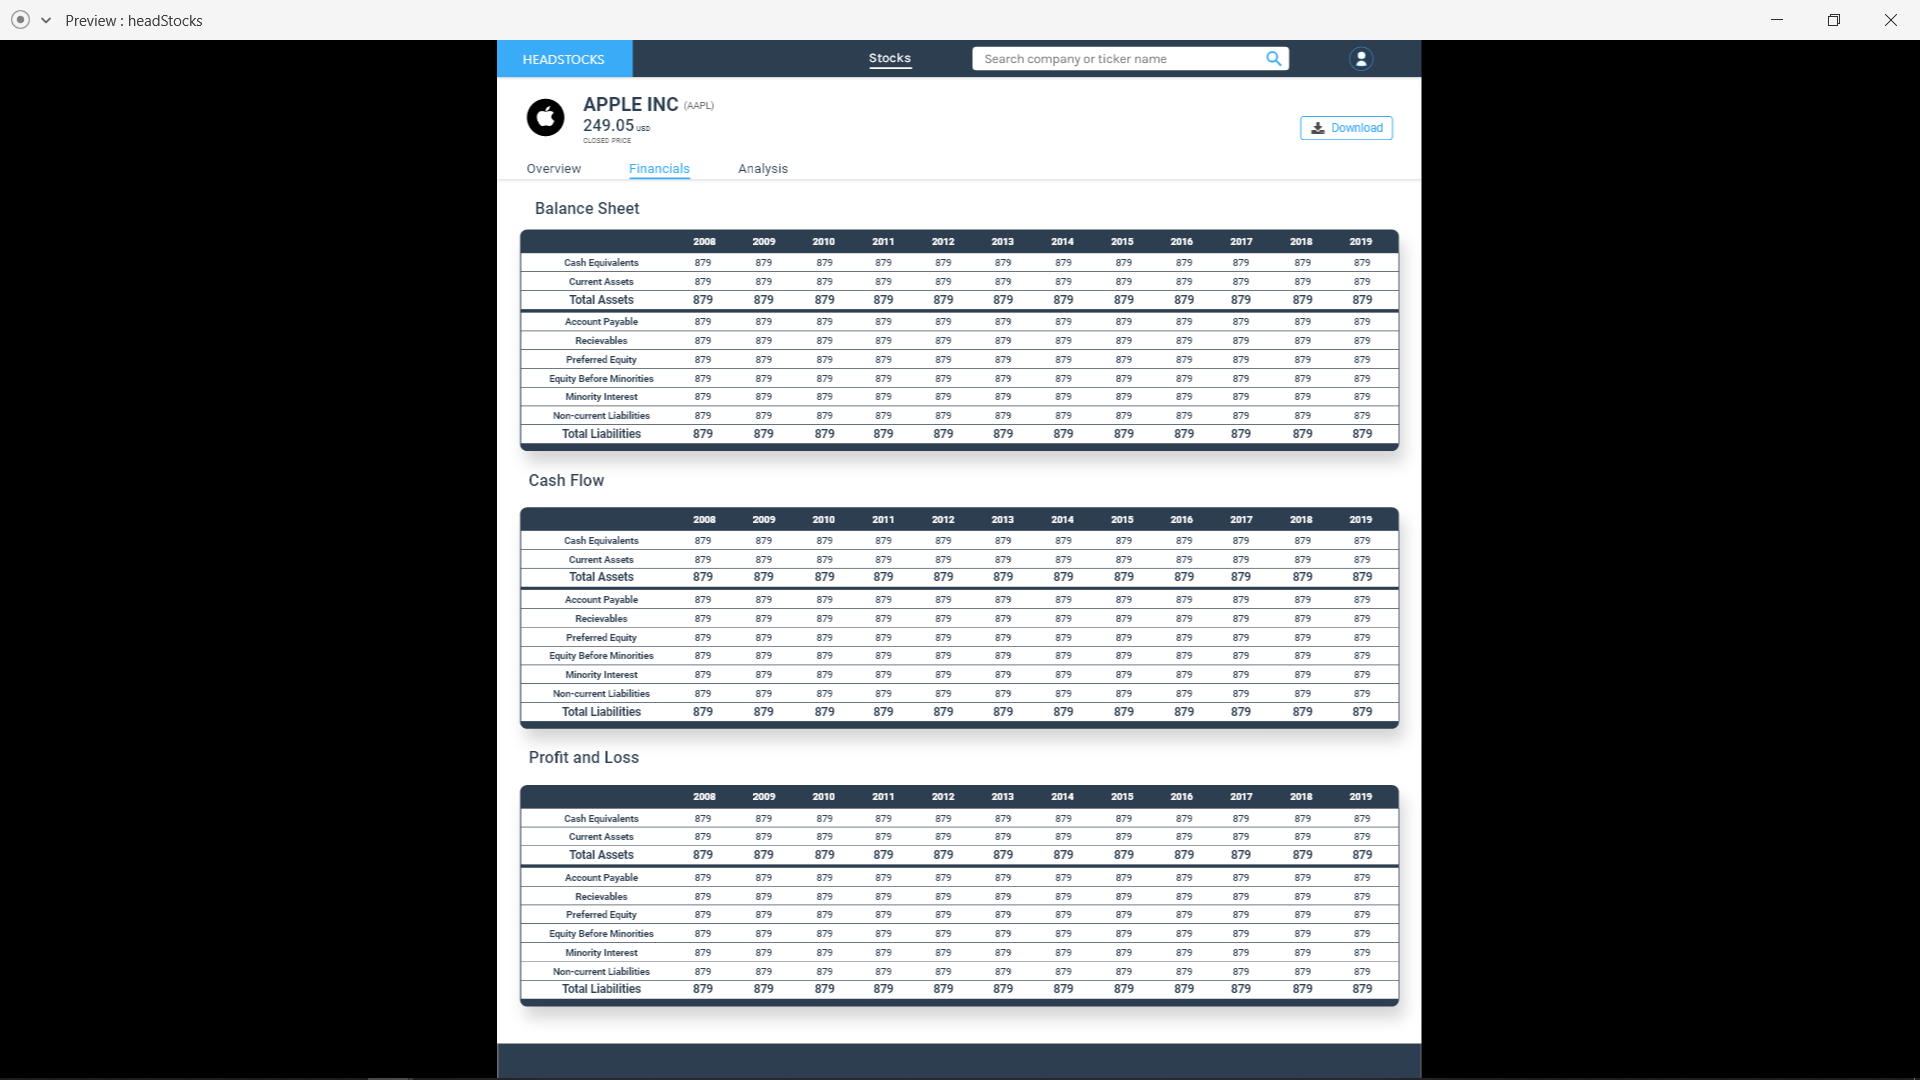 Preview : headStocks
HEADSTOCKS Stocks Search company or ticker name
APPLE INC (AAPL)
249.05 USD
CLOSED PRICE
Download
Overview Financials Analysis
Balance Sheet
2008 2009 2010 2011 2012 2013 2014 2015 2016 2017 2018 2019
Cash Equivalents 879 879 879 879 879 879 879 879 879 879 879 879
Current Assets 879 879 879 879 879 879 879 879 879 879 879 879
Total Assets 879 879 879 879 879 879 879 879 879 879 879 879
Account Payable 879 879 879 879 879 879 879 879 879 879 879 879
Recievables 879 879 879 879 879 879 879 879 879 879 879 879
Preferred Equity 879 879 879 879 879 879 879 879 879 879 879 879
Equity Before Minorities 879 879 879 879 879 879 879 879 879 879 879 879
Minority Interest 879 879 879 879 879 879 879 879 879 879 879 879
Non-current Liabilities 879 879 879 879 879 879 879 879 879 879 879 879
Total Liabilities 879 879 879 879 879 879 879 879 879 879 879 879
Cash Flow
2008 2009 2010 2011 2012 2013 2014 2015 2016 2017 2018 2019
Cash Equivalents 879 879 879 879 879 879 879 879 879 879 879 879
Current Assets 879 879 879 879 879 879 879 879 879 879 879 879
Total Assets 879 879 879 879 879 879 879 879 879 879 879 879
Account Payable 879 879 879 879 879 879 879 879 879 879 879 879
Recievables 879 879 879 879 879 879 879 879 879 879 879 879
Preferred Equity 879 879 879 879 879 879 879 879 879 879 879 879
Equity Before Minorities 879 879 879 879 879 879 879 879 879 879 879 879
Minority Interest 879 879 879 879 879 879 879 879 879 879 879 879
Non-current Liabilities 879 879 879 879 879 879 879 879 879 879 879 879
Total Liabilities 879 879 879 879 879 879 879 879 879 879 879 879
Profit and Loss
2008 2009 2010 2011 2012 2013 2014 2015 2016 2017 2018 2019
Cash Equivalents 879 879 879 879 879 879 879 879 879 879 879 879
Current Assets 879 879 879 879 879 879 879 879 879 879 879 879
Total Assets 879 879 879 879 879 879 879 879 879 879 879 879
Account Payable 879 879 879 879 879 879 879 879 879 879 879 879
Recievables 879 879 879 879 879 879 879 879 879 879 879 879
Preferred Equity 879 879 879 879 879 879 879 879 879 879 879 879
Equity Before Minorities 879 879 879 879 879 879 879 879 879 879 879 879
Minority Interest 879 879 879 879 879 879 879 879 879 879 879 879
Non-current Liabilities 879 879 879 879 879 879 879 879 879 879 879 879
Total Liabilities 879 879 879 879 879 879 879 879 879 879 879 879